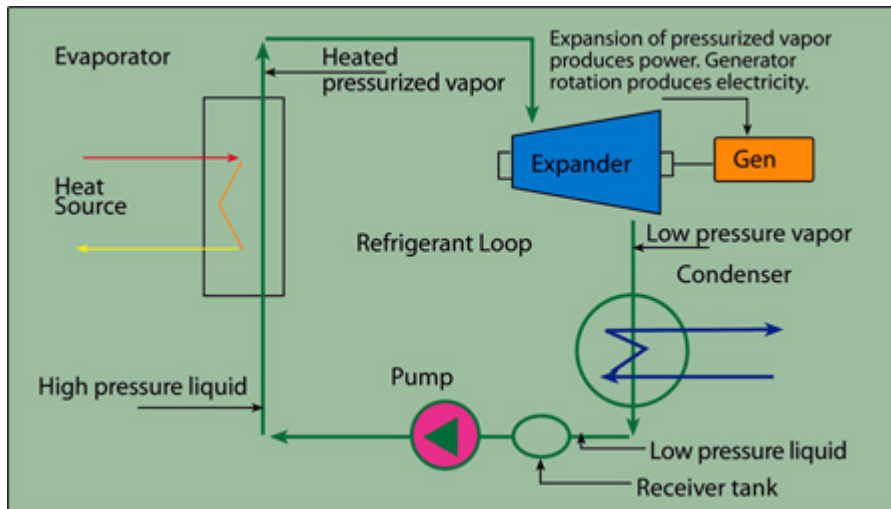 Evaporator
Heated
pressurized vapor
Expansion of pressurized vapor
produces power. Generator
rotation produces electricity.
Expander
Gen
Heat
Source
Refrigerant Loop
Low pressure vapor
Condenser
High pressure liquid
Pump
Low pressure liquid
Receiver tank